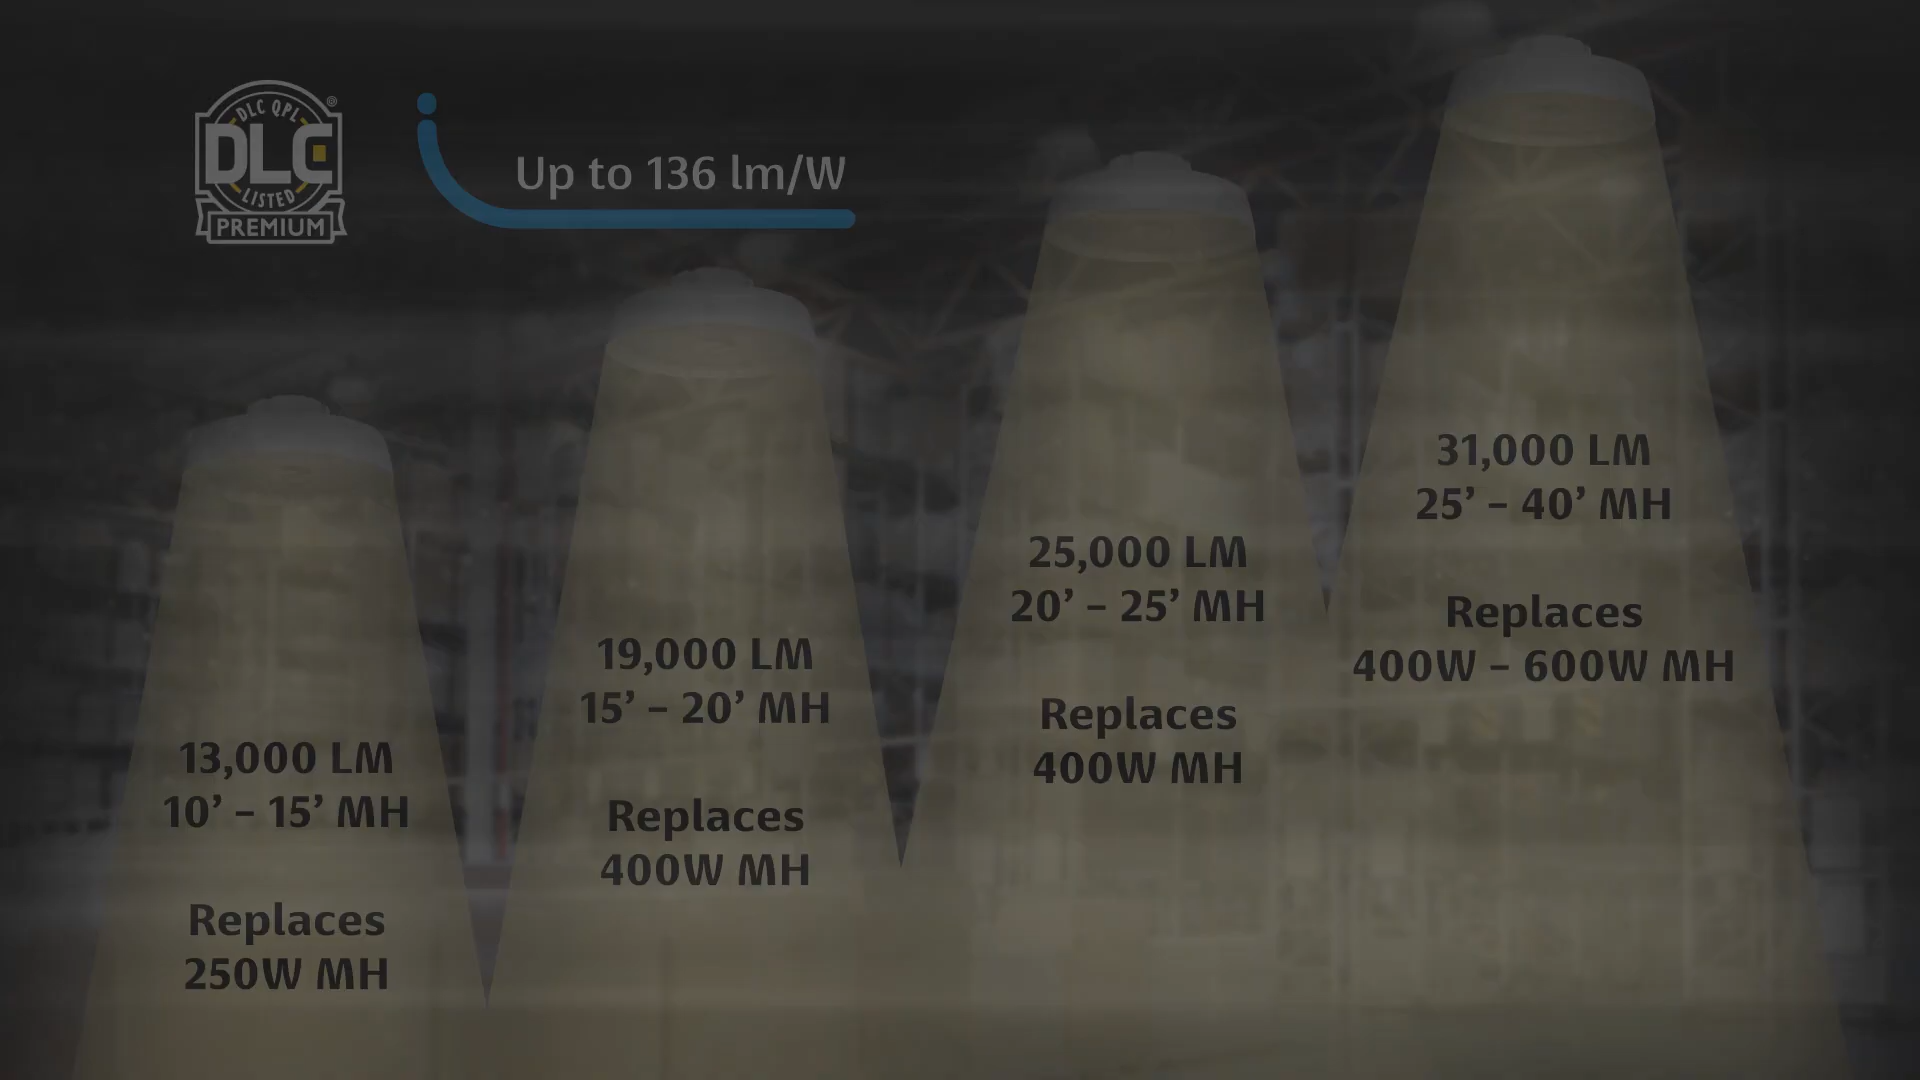 DLC QPL
®
DLC
LISTED
PREMIUM
Up to 136 lm/W
13,000 LM
10’ – 15’ MH
Replaces
250W MH
19,000 LM
15’ – 20’ MH
Replaces
400W MH
25,000 LM
20’ – 25’ MH
Replaces
400W MH
31,000 LM
25’ – 40’ MH
Replaces
400W – 600W MH